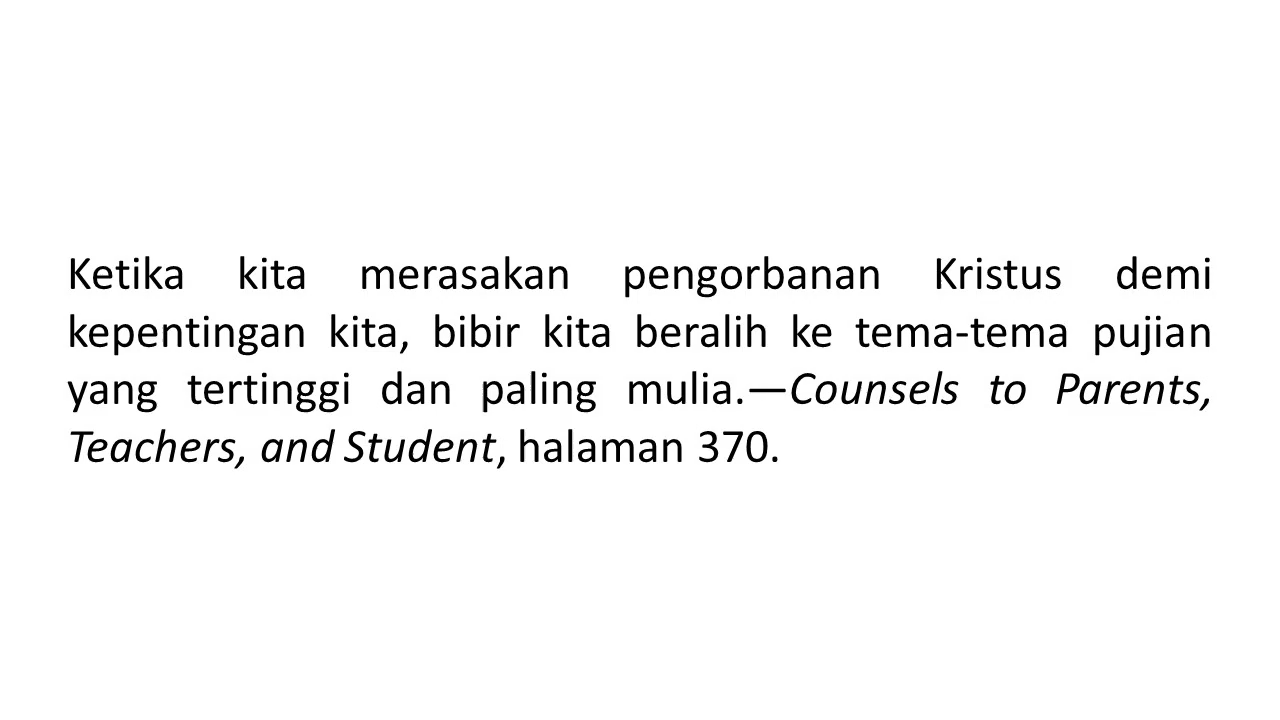 Ketika kita merasakan pengorbanan Kristus demi
kepentingan kita, bibir kita beralih ke tema-tema pujian
yang tertinggi dan paling mulia.—Counsels to Parents,
Teachers, and Student, halaman 370.